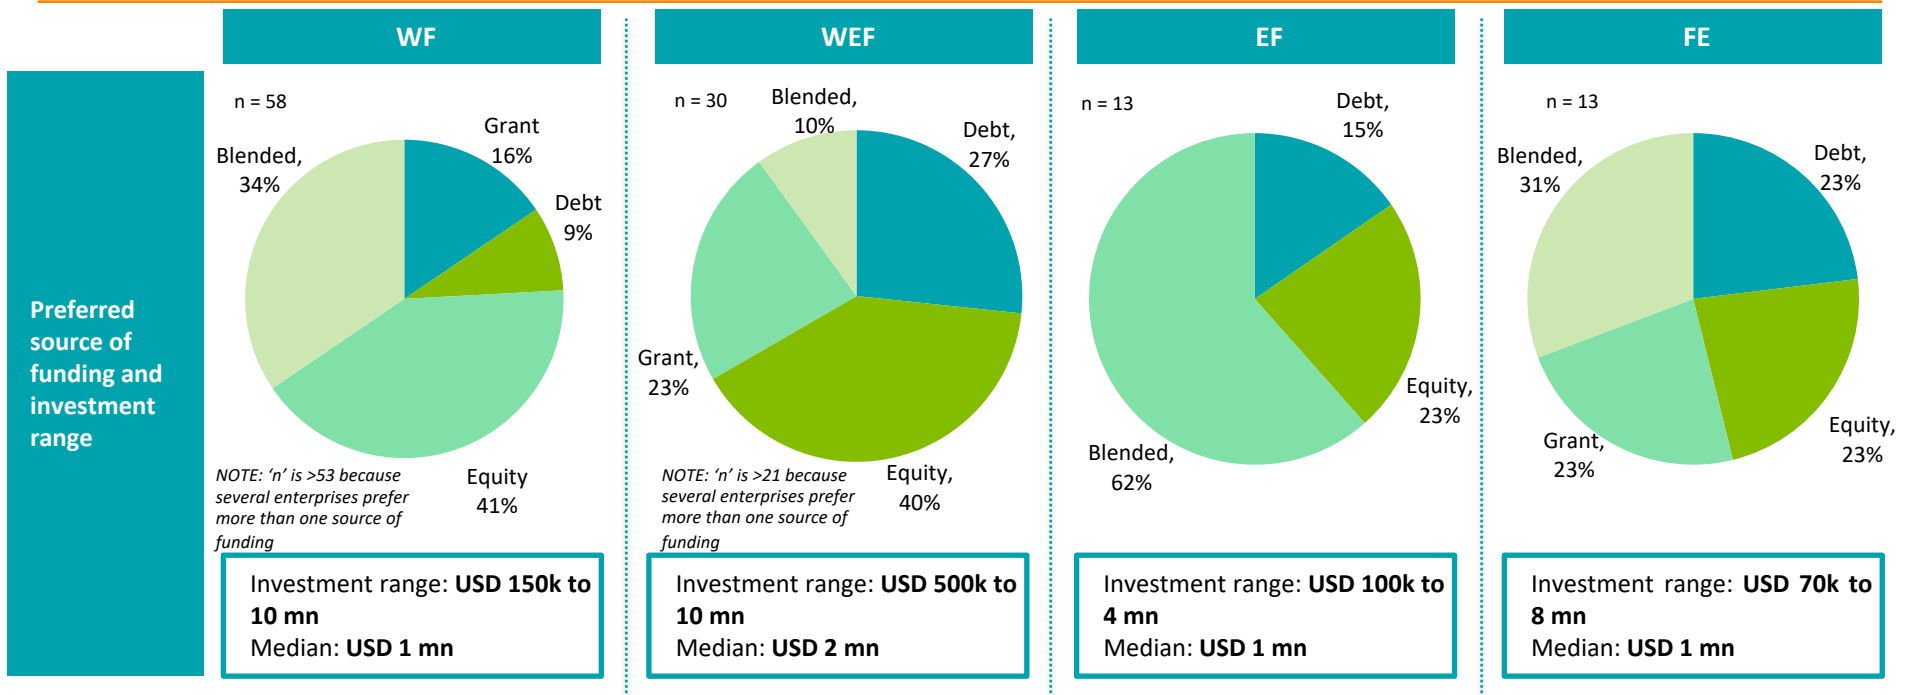 WF
WEF
EF
FE
Preferred
source of
funding and
investment
range
n = 58
Grant
16%
Debt
9%
Blended,
34%
Equity
41%
NOTE: ‘n’ is >53 because
several enterprises prefer
more than one source of
funding
Investment range: USD 150k to
10 mn
Median: USD 1 mn
n = 30
Blended,
10%
Debt,
27%
Grant,
23%
Equity,
40%
NOTE: ‘n’ is >21 because
several enterprises prefer
more than one source of
funding
Investment range: USD 500k to
10 mn
Median: USD 2 mn
n = 13
Debt,
15%
Equity,
23%
Blended,
62%
Investment range: USD 100k to
4 mn
Median: USD 1 mn
n = 13
Blended,
31%
Debt,
23%
Grant,
23%
Equity,
23%
Investment range: USD 70k to
8 mn
Median: USD 1 mn